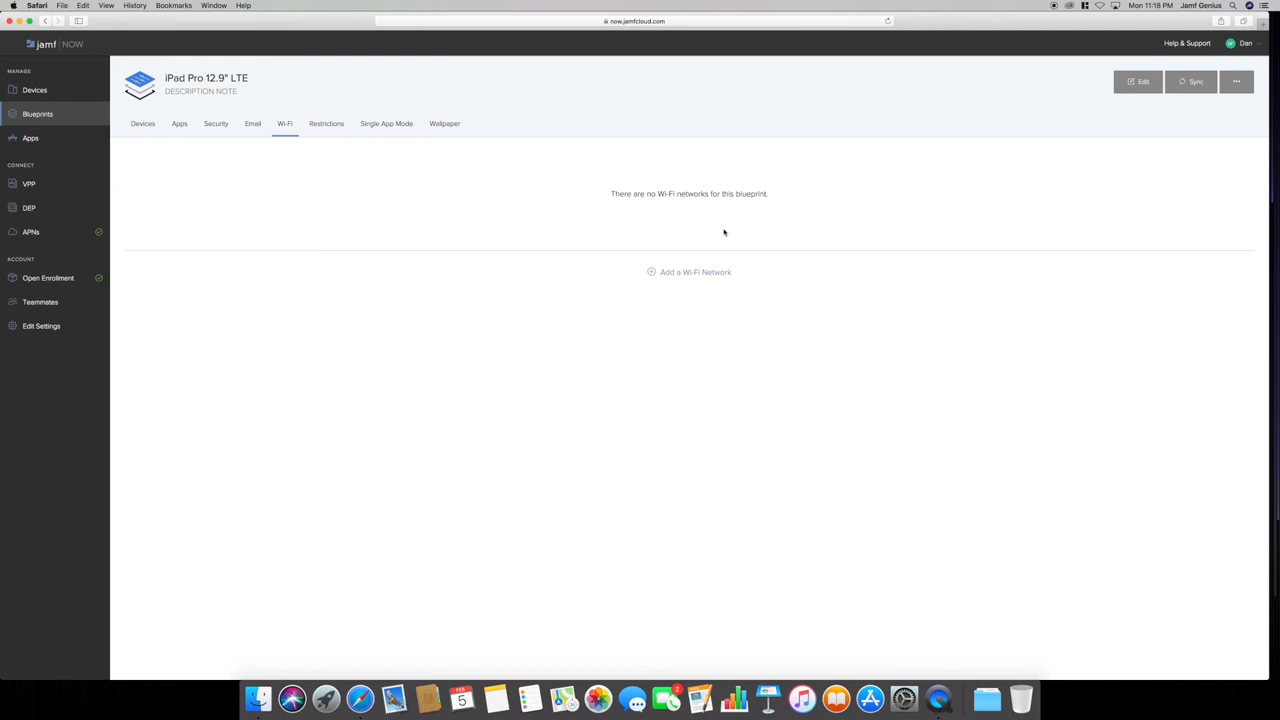 Safari File Edit View History Bookmarks Window Help
Mon 11:18 PM Jamf Genius
now.jamfcloud.com
jamf | NOW
Help & Support
Dan
MANAGE
Devices
Blueprints
Apps
CONNECT
VPP
DEP
APNs
ACCOUNT
Open Enrollment
Teammates
Edit Settings
iPad Pro 12.9" LTE
DESCRIPTION NOTE
Edit
Sync
Devices Apps Security Email Wi-Fi Restrictions Single App Mode Wallpaper
There are no Wi-Fi networks for this blueprint.
Add a Wi-Fi Network
FEB
5
2